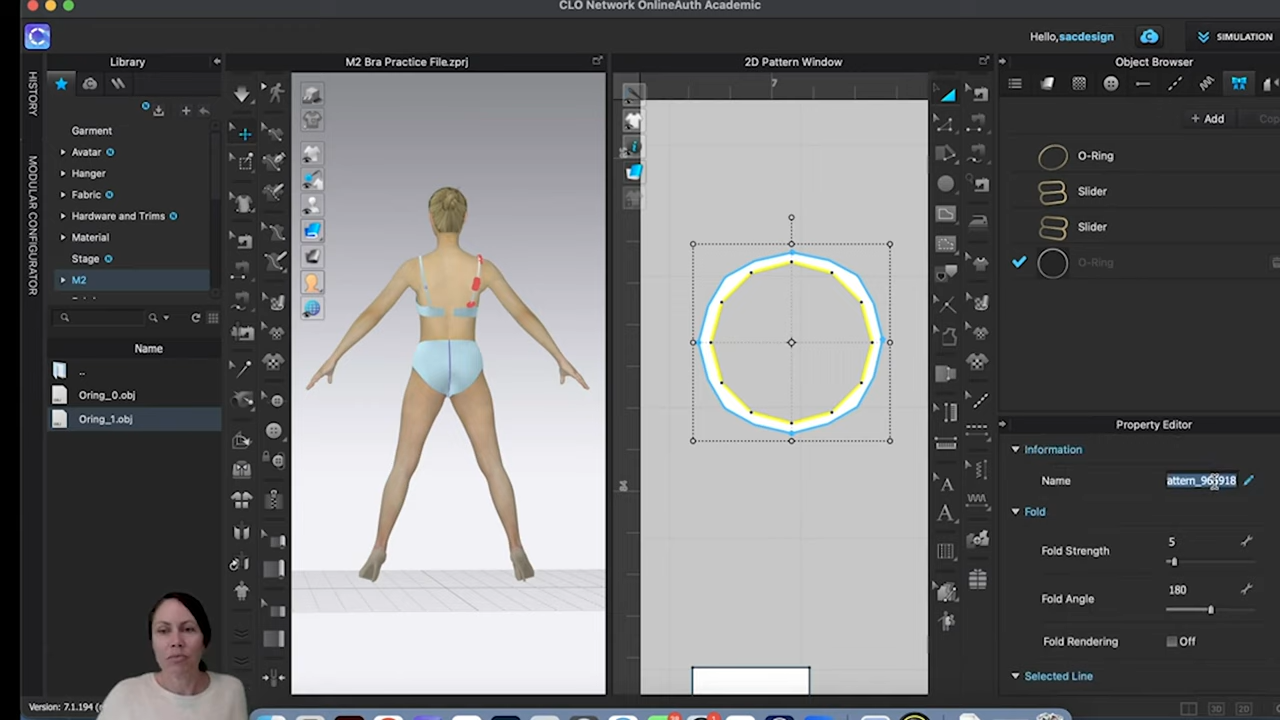 CLO Network OnlineAuth Academic
Hello, sacdesign
SIMULATION
HISTORY
MODULAR CONFIGURATOR
Library
Garment
Avatar
Hanger
Fabric
Hardware and Trims
Material
Stage
M2
Name
..
Oring_0.obj
Oring_1.obj
Version: 7.1.194
M2 Bra Practice File.zprj
2D Pattern Window
7
Object Browser
+ Add
O-Ring
Slider
Slider
O-Ring
Property Editor
Information
Name
Fold
Fold Strength 5
Fold Angle 180
Fold Rendering Off
Selected Line
3D
2D